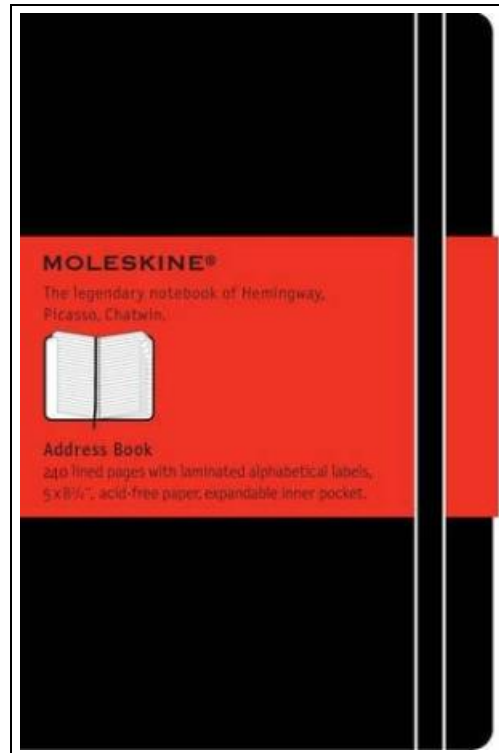 MOLESKINE®
The legendary notebook of Hemingway,
Picasso, Chatwin.
Address Book
240 lined pages with laminated alphabetical labels,
5 x 8¼", acid-free paper, expandable inner pocket.